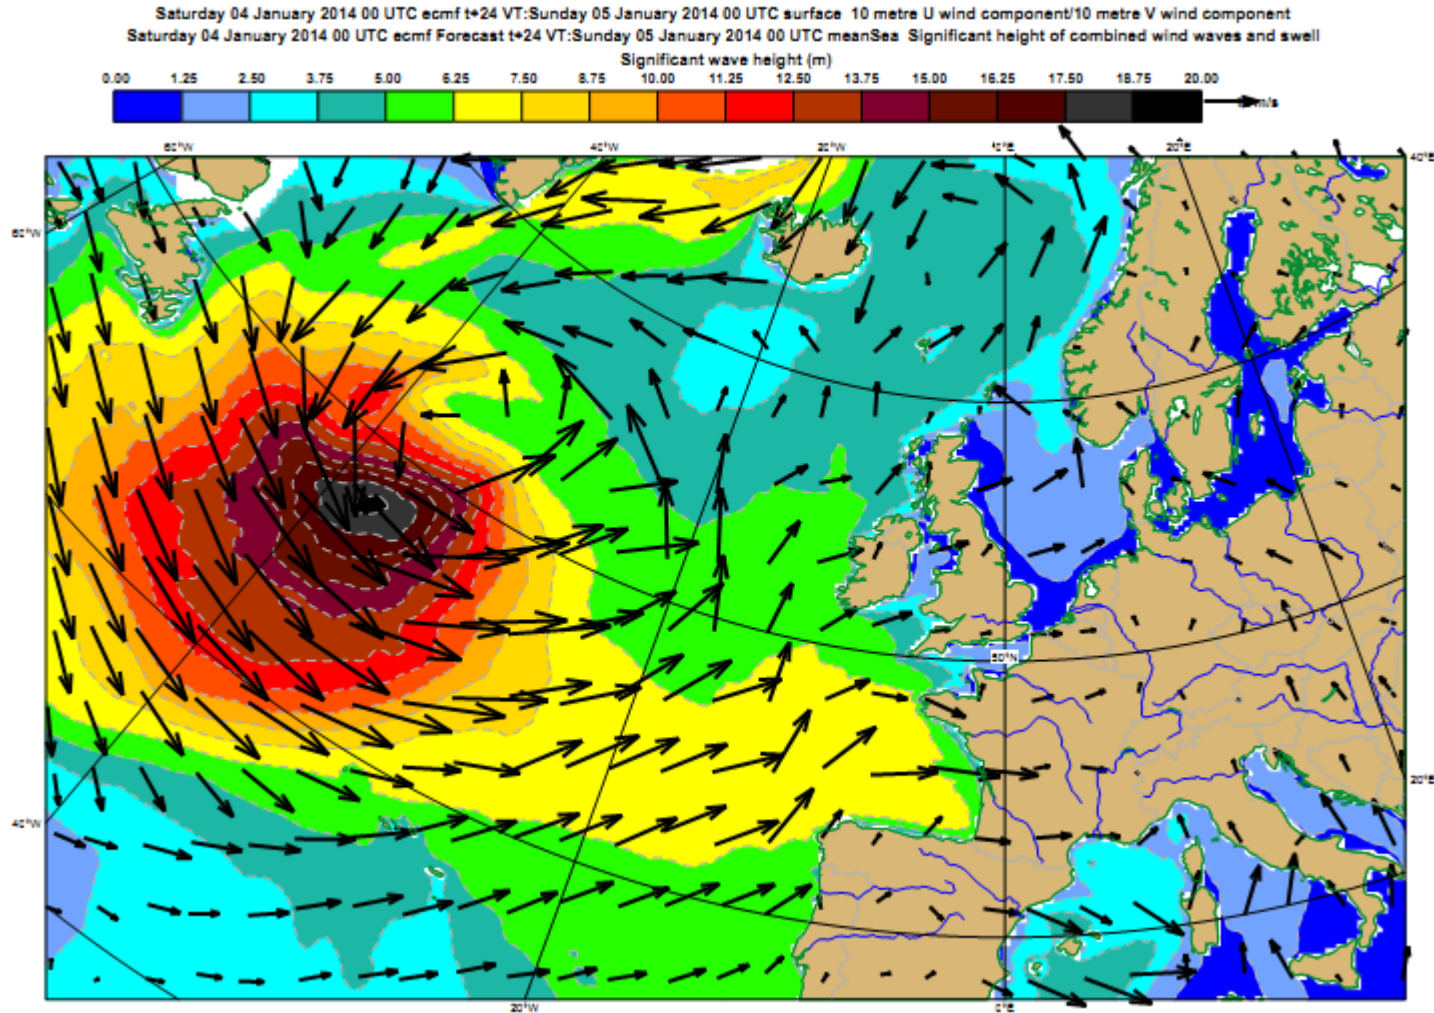 Saturday 04 January 2014 00 UTC ecmf t+24 VT:Sunday 05 January 2014 00 UTC surface 10 metre U wind component/10 metre V wind component
Saturday 04 January 2014 00 UTC ecmf Forecast t+24 VT:Sunday 05 January 2014 00 UTC meanSea Significant height of combined wind waves and swell
Significant wave height (m)
0.00 1.25 2.50 3.75 5.00 6.25 7.50 8.75 10.00 11.25 12.50 13.75 15.00 16.25 17.50 18.75 20.00
m/s
60°W 40°W 20°W 0°E 20°E 40°E
50°N
20°E
40°W
20°W 0°E